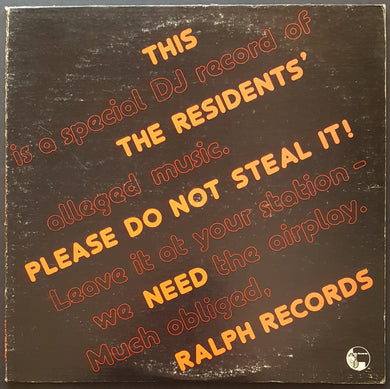 THIS
is a special DJ record of
THE RESIDENTS'
alleged music.
PLEASE DO NOT STEAL IT!
Leave it at your station-
we NEED the airplay.
Much obliged,
RALPH RECORDS